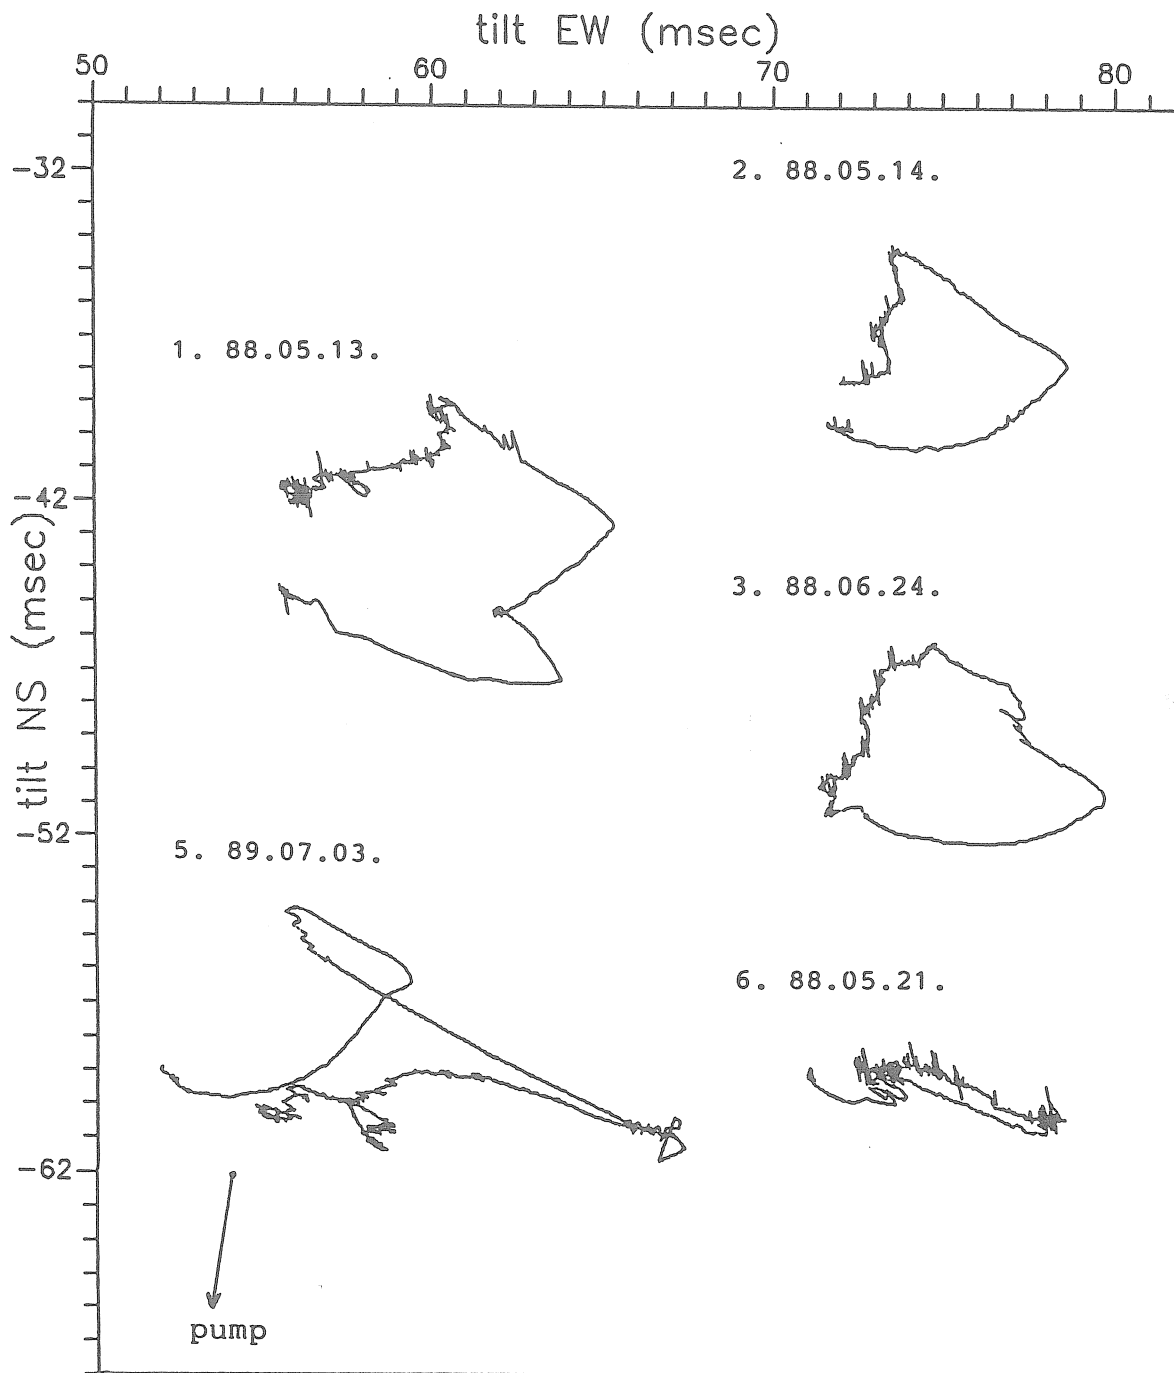 tilt EW (msec)
50 60 70 80
-32
2. 88.05.14.
1. 88.05.13.
-42
tilt NS (msec)
3. 88.06.24.
-52
5. 89.07.03.
6. 88.05.21.
-62
pump